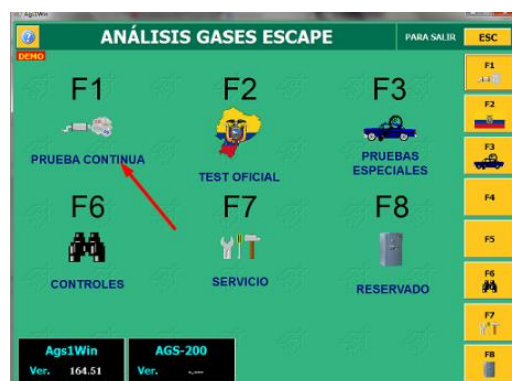 Ags1Win
ANÁLISIS GASES ESCAPE
PARA SALIR
ESC
DEMO
F1
F2
F3
PRUEBA CONTINUA
TEST OFICIAL
PRUEBAS
ESPECIALES
F6
F7
F8
CONTROLES
SERVICIO
RESERVADO
Ags1Win
Ver. 164.51
AGS-200
Ver. -.---
F1
F2
F3
F4
F5
F6
F7
F8